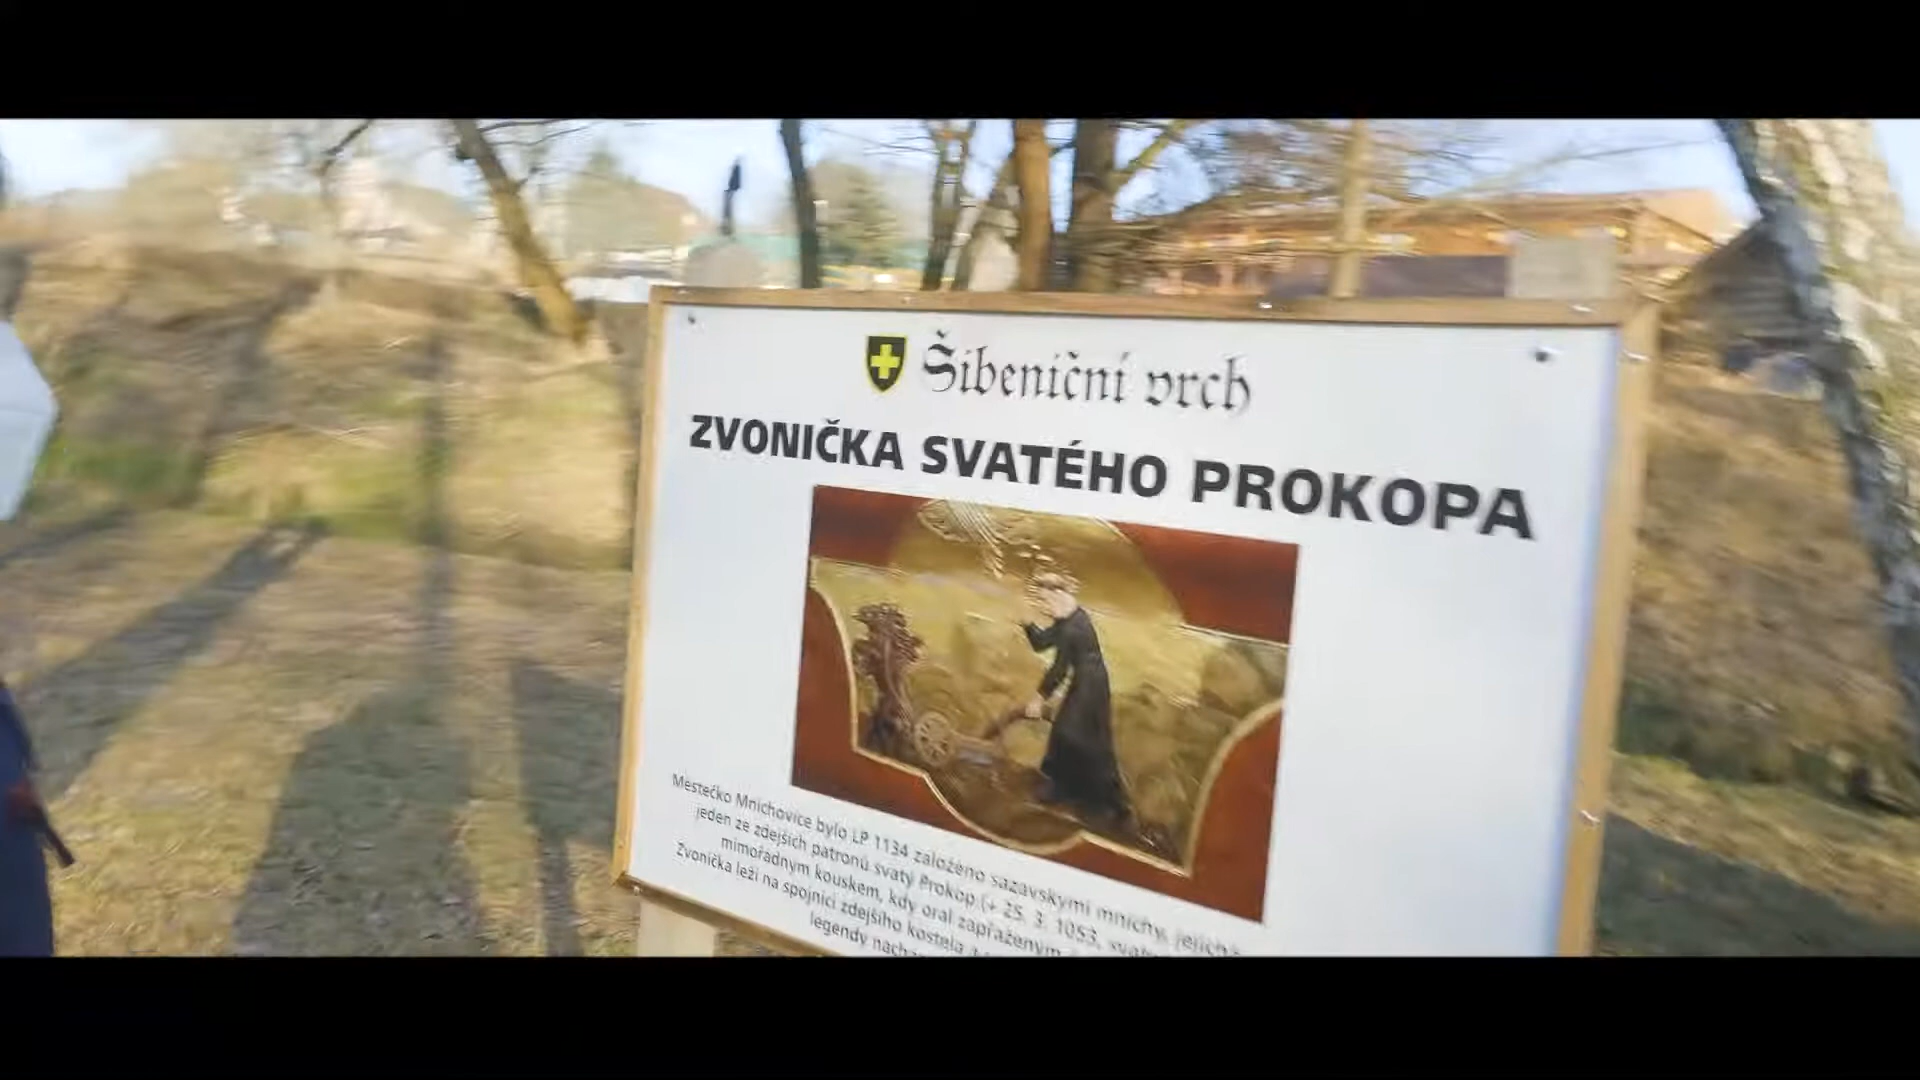 Šibeniční vrch
ZVONIČKA SVATÉHO PROKOPA
Městečko Mnichovice bylo LP 1134 založeno sázavskými mnichy, jejichž
jeden ze zdejších patronů svatý Prokop (+ 25. 3. 1053,
mimořádným kouskem, kdy oral zapřaženým
Zvonička leží na spojnici zdejšího kostela
legendy